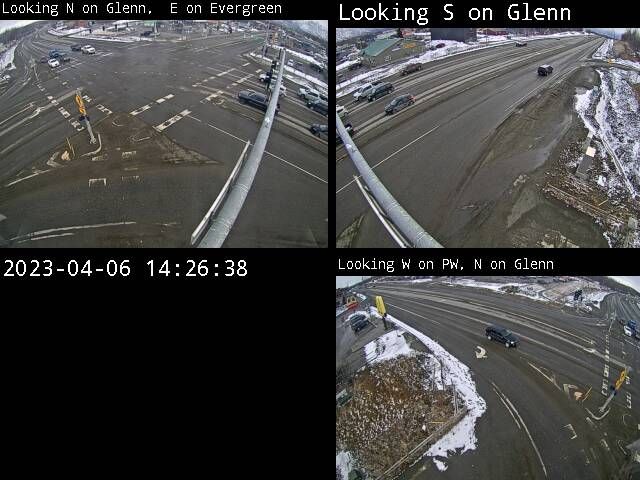 Looking N on Glenn, E on Evergreen
Looking S on Glenn
2023-04-06 14:26:38
Looking W on PW, N on Glenn